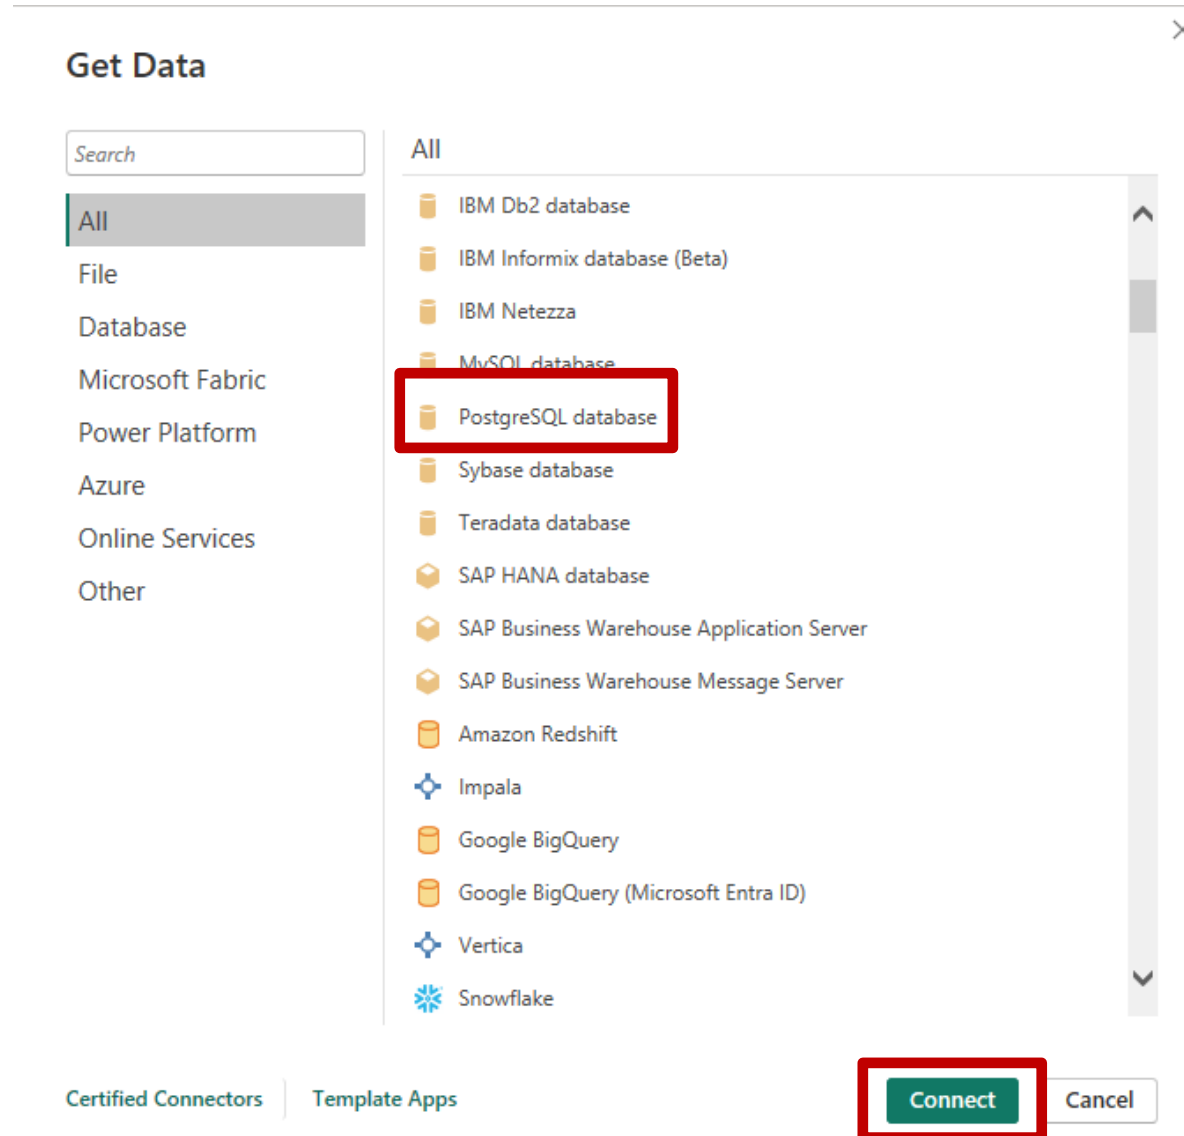 Get Data
Search
All
File
Database
Microsoft Fabric
Power Platform
Azure
Online Services
Other
All
IBM Db2 database
IBM Informix database (Beta)
IBM Netezza
MySQL database
PostgreSQL database
Sybase database
Teradata database
SAP HANA database
SAP Business Warehouse Application Server
SAP Business Warehouse Message Server
Amazon Redshift
Impala
Google BigQuery
Google BigQuery (Microsoft Entra ID)
Vertica
Snowflake
Certified Connectors
Template Apps
Connect
Cancel